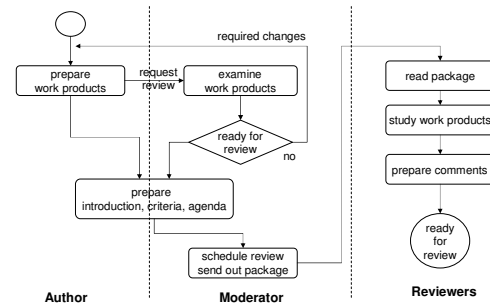 required changes
prepare
work products
request
review
examine
work products
ready for
review
no
prepare
introduction, criteria, agenda
schedule review
send out package
read package
study work products
prepare comments
ready
for
review
Author
Moderator
Reviewers